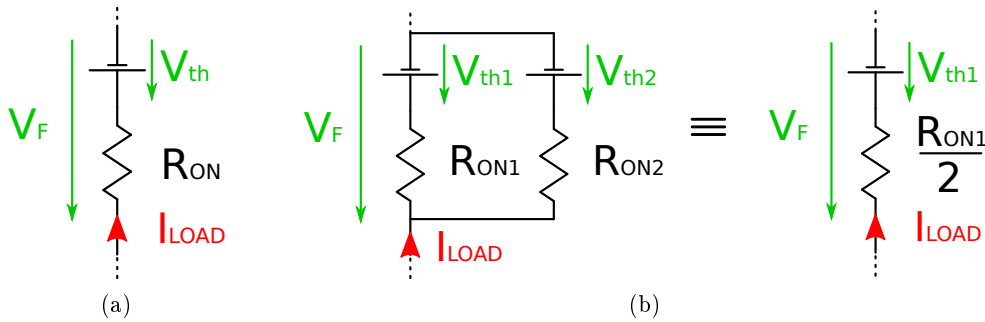 Vth
VF
RON
ILOAD
(a)
Vth1
Vth2
VF
RON1
RON2
ILOAD
≡
Vth1
VF
RON1
2
ILOAD
(b)